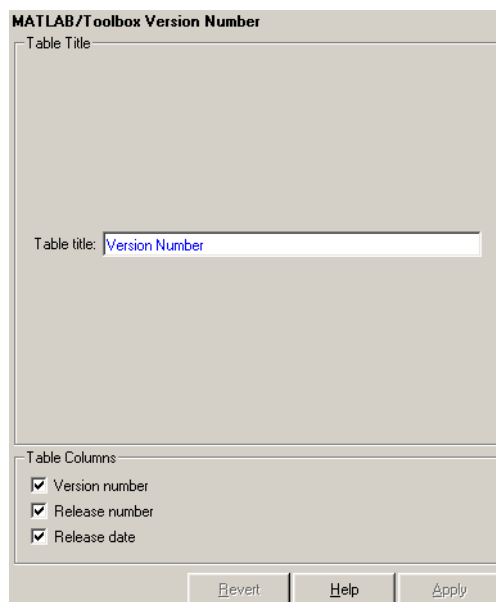 MATLAB/Toolbox Version Number
Table Title
Table title: Version Number
Table Columns
Version number
Release number
Release date
Revert Help Apply